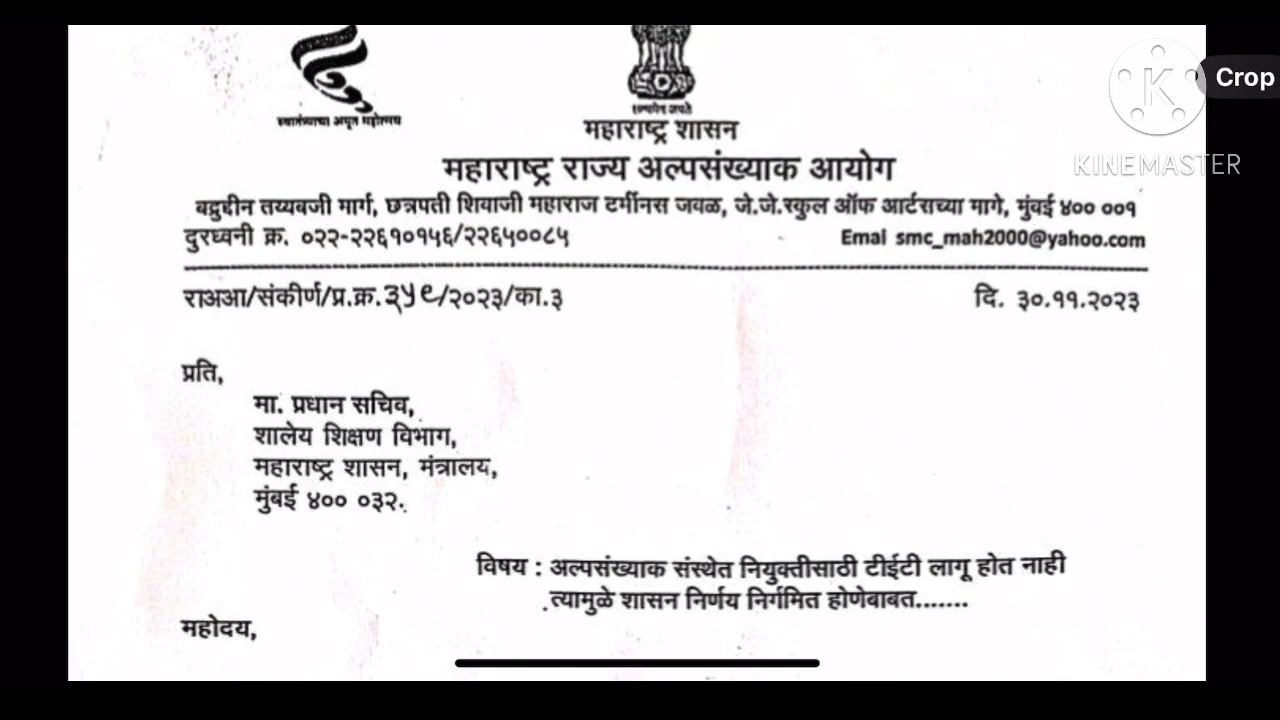 स्वातंत्र्याचा अमृत महोत्सव
सत्यमेव जयते
महाराष्ट्र शासन
महाराष्ट्र राज्य अल्पसंख्याक आयोग
बद्रुद्दीन तय्यबजी मार्ग, छत्रपती शिवाजी महाराज टर्मीनस जवळ, जे.जे.स्कुल ऑफ आर्टसच्या मागे, मुंबई ४०० ००१
दुरध्वनी क्र. ०२२-२२६१०१५६/२२६५००८५ Emai smc_mah2000@yahoo.com
राअआ/संकीर्ण/प्र.क्र.३५९/२०२३/का.३ दि. ३०.११.२०२३
प्रति,
मा. प्रधान सचिव,
शालेय शिक्षण विभाग,
महाराष्ट्र शासन, मंत्रालय,
मुंबई ४०० ०३२.
विषय : अल्पसंख्याक संस्थेत नियुक्तीसाठी टीईटी लागू होत नाही
त्यामुळे शासन निर्णय निर्गमित होणेबाबत.......
महोदय,
K
KINEMASTER
Crop